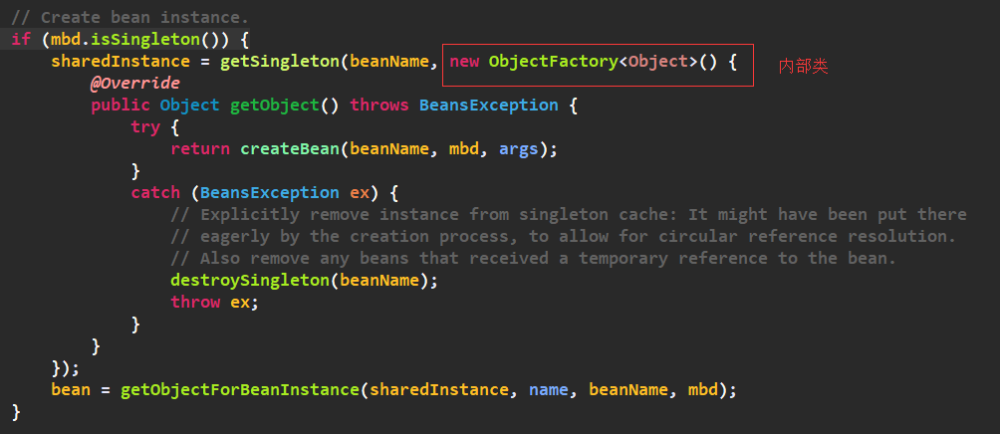 // Create bean instance.
if (mbd.isSingleton()) {
    sharedInstance = getSingleton(beanName, new ObjectFactory<Object>() { 内部类
        @Override
        public Object getObject() throws BeansException {
            try {
                return createBean(beanName, mbd, args);
            }
            catch (BeansException ex) {
                // Explicitly remove instance from singleton cache: It might have been put there
                // eagerly by the creation process, to allow for circular reference resolution.
                // Also remove any beans that received a temporary reference to the bean.
                destroySingleton(beanName);
                throw ex;
            }
        }
    });
    bean = getObjectForBeanInstance(sharedInstance, name, beanName, mbd);
}